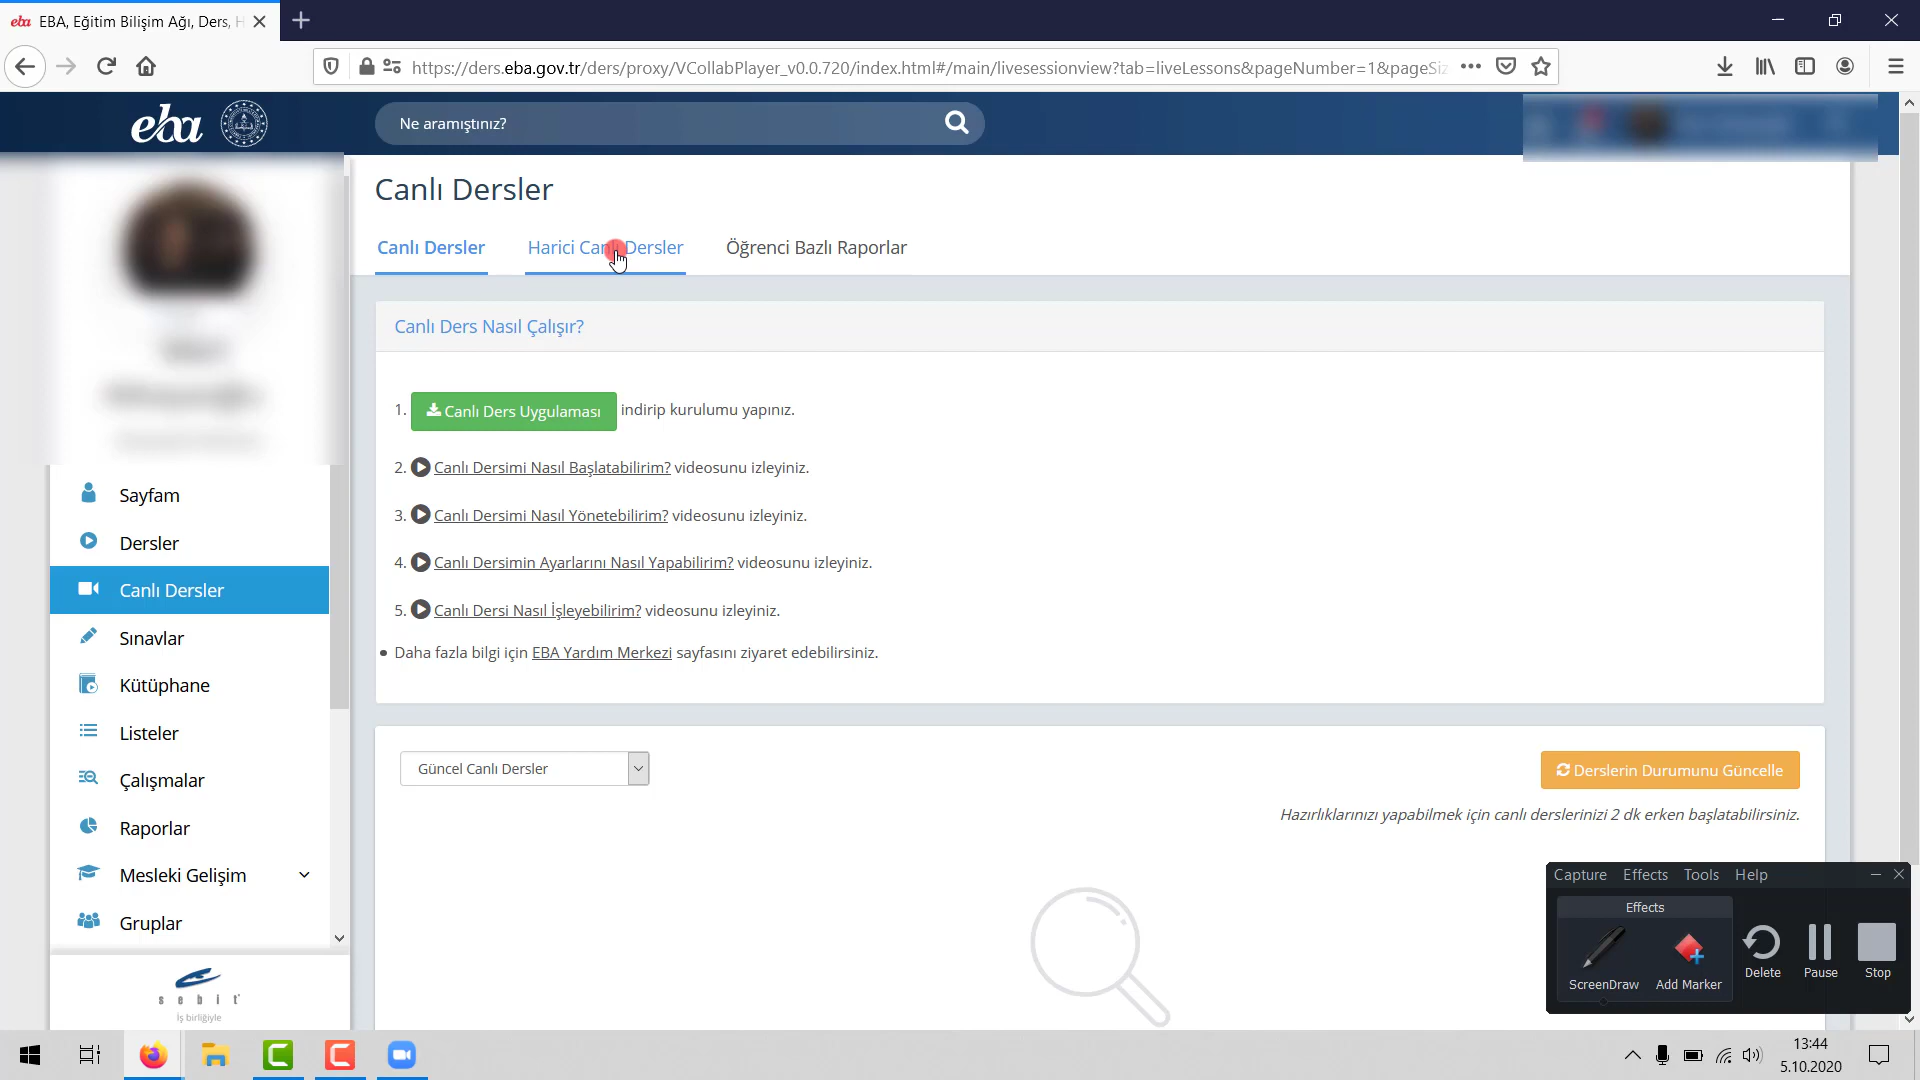 eba EBA, Eğitim Bilişim Ağı, Ders, H
https://ders.eba.gov.tr/ders/proxy/VCollabPlayer_v0.0.720/index.html#/main/livesessionview?tab=liveLessons&pageNumber=1&pageSiz
eba
Ne aramıştınız?
Canlı Dersler
Canlı Dersler
Harici Canlı Dersler
Öğrenci Bazlı Raporlar
Canlı Ders Nasıl Çalışır?
1. Canlı Ders Uygulaması indirip kurulumu yapınız.
2. Canlı Dersimi Nasıl Başlatabilirim? videosunu izleyiniz.
3. Canlı Dersimi Nasıl Yönetebilirim? videosunu izleyiniz.
4. Canlı Dersimin Ayarlarını Nasıl Yapabilirim? videosunu izleyiniz.
5. Canlı Dersi Nasıl İşleyebilirim? videosunu izleyiniz.
• Daha fazla bilgi için EBA Yardım Merkezi sayfasını ziyaret edebilirsiniz.
Güncel Canlı Dersler
Derslerin Durumunu Güncelle
Hazırlıklarınızı yapabilmek için canlı derslerinizi 2 dk erken başlatabilirsiniz.
Sayfam
Dersler
Canlı Dersler
Sınavlar
Kütüphane
Listeler
Çalışmalar
Raporlar
Mesleki Gelişim
Gruplar
sebit
İş birliğiyle
Capture Effects Tools Help
Effects
ScreenDraw
Add Marker
Delete
Pause
Stop
13:44
5.10.2020